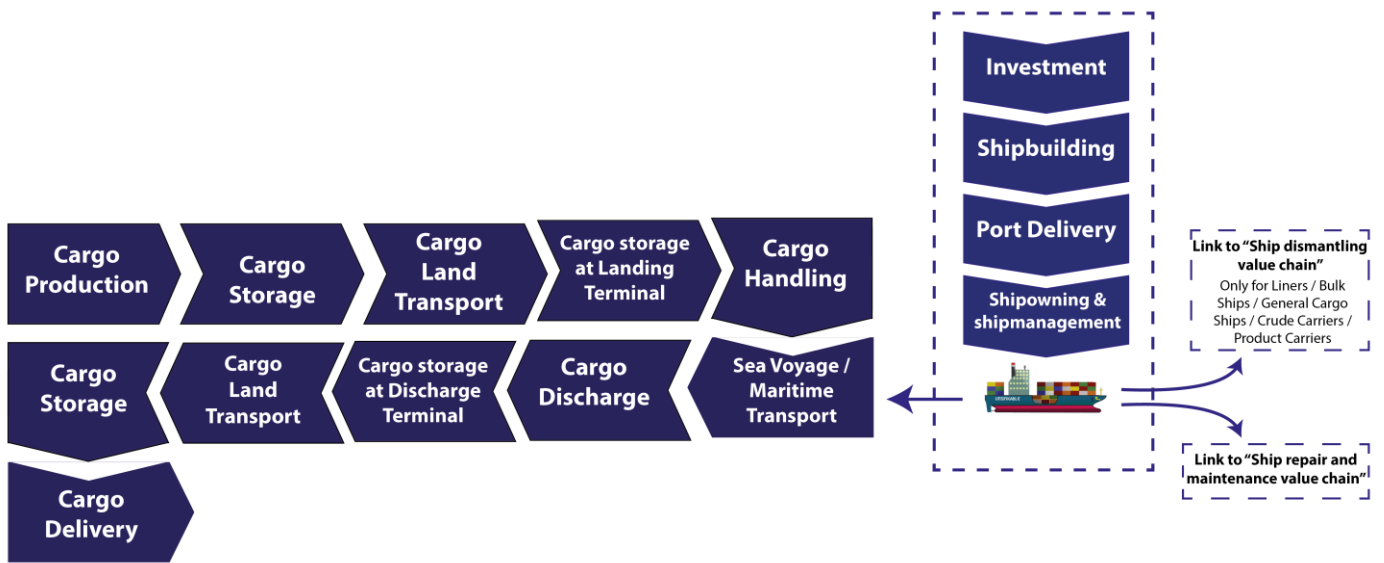 Investment
Shipbuilding
Port Delivery
Shipowning &
shipmanagement
Cargo
Production
Cargo
Storage
Cargo
Land
Transport
Cargo storage
at Landing
Terminal
Cargo
Handling
Sea Voyage /
Maritime
Transport
Cargo
Discharge
Cargo storage
at Discharge
Terminal
Cargo
Land
Transport
Cargo
Storage
Cargo
Delivery
Link to “Ship dismantling
value chain”
Only for Liners / Bulk
Ships / General Cargo
Ships / Crude Carriers /
Product Carriers
Link to “Ship repair and
maintenance value chain”